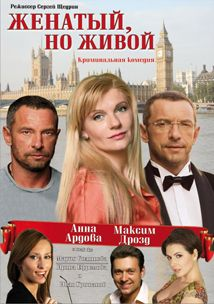 Режиссер Сергей Щедрин
ЖЕНАТЫЙ,
НО ЖИВОЙ
Криминальная комедия
Анна
Ардова
Максим
Дрозд